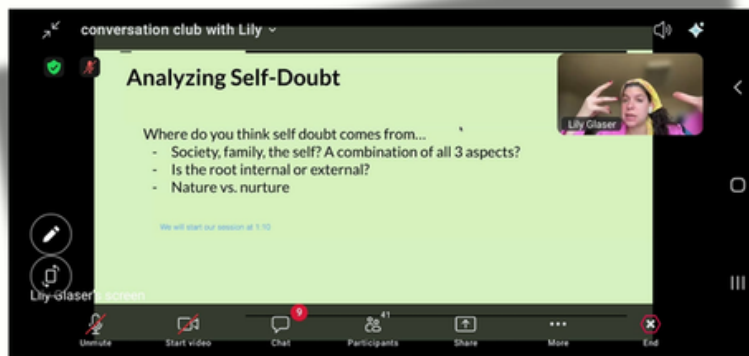 conversation club with Lily
Analyzing Self-Doubt
Lily Glaser
Where do you think self doubt comes from...
- Society, family, the self? A combination of all 3 aspects?
- Is the root internal or external?
- Nature vs. nurture
We will start our session at 1:10
Lily Glaser's screen
9
41
Unmute Start video Chat Participants Share More End